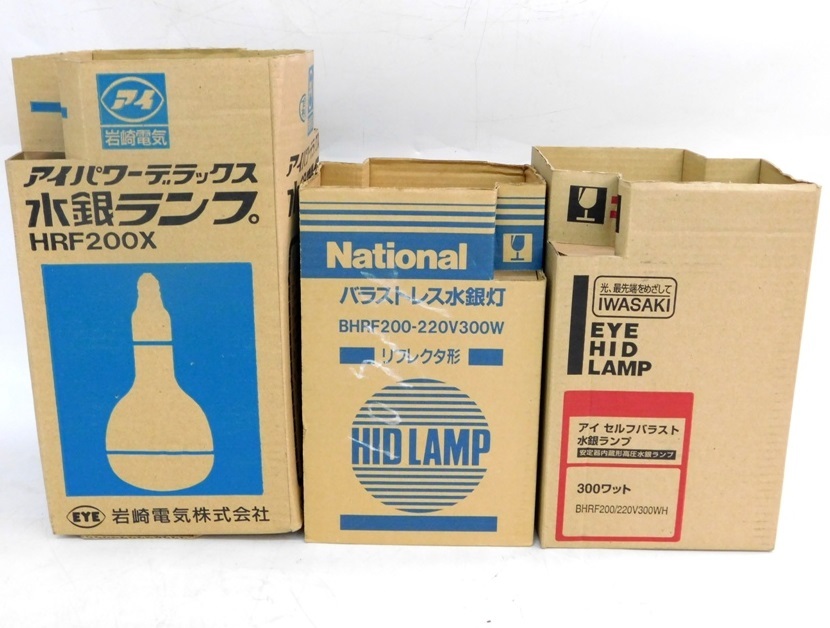 アイ
岩崎電気
アイパワーデラックス
水銀ランプ。
HRF200X
EYE 岩崎電気株式会社
National
バラストレス水銀灯
BHRF200-220V300W
リフレクタ形
HID LAMP
光、最先端をめざして
IWASAKI
EYE
HID
LAMP
アイ セルフバラスト
水銀ランプ
安定器内蔵形高圧水銀ランプ
300ワット
BHRF200/220V300WH